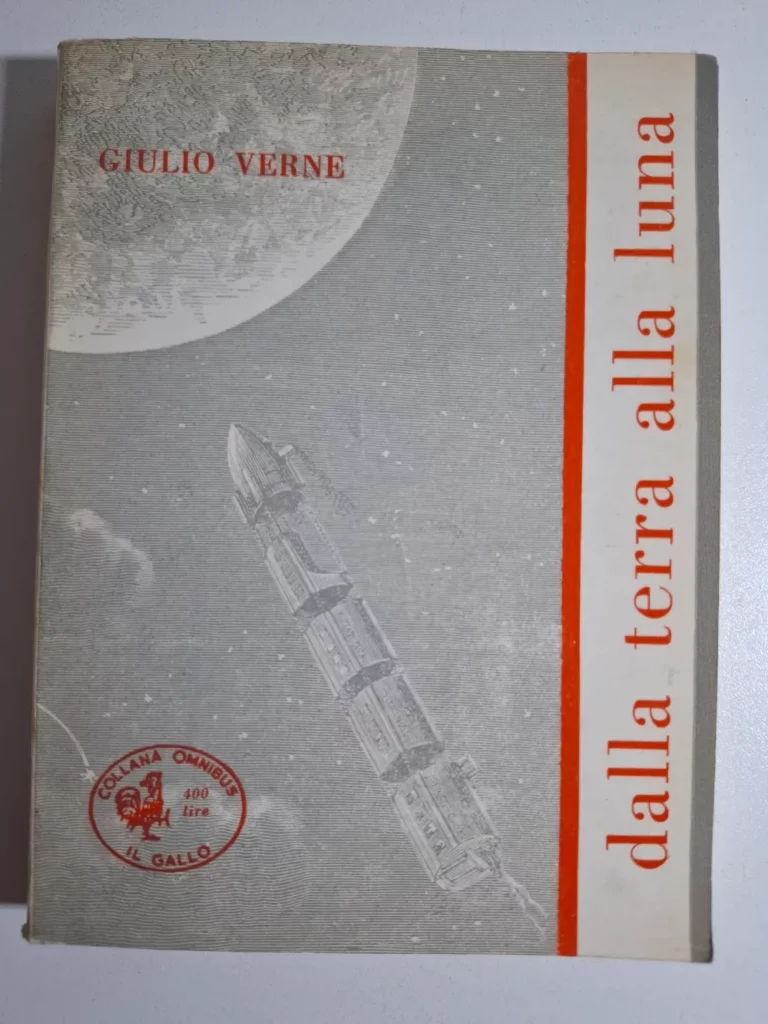 GIULIO VERNE
dalla terra alla luna
COLLANA OMNIBUS
400
lire
IL GALLO